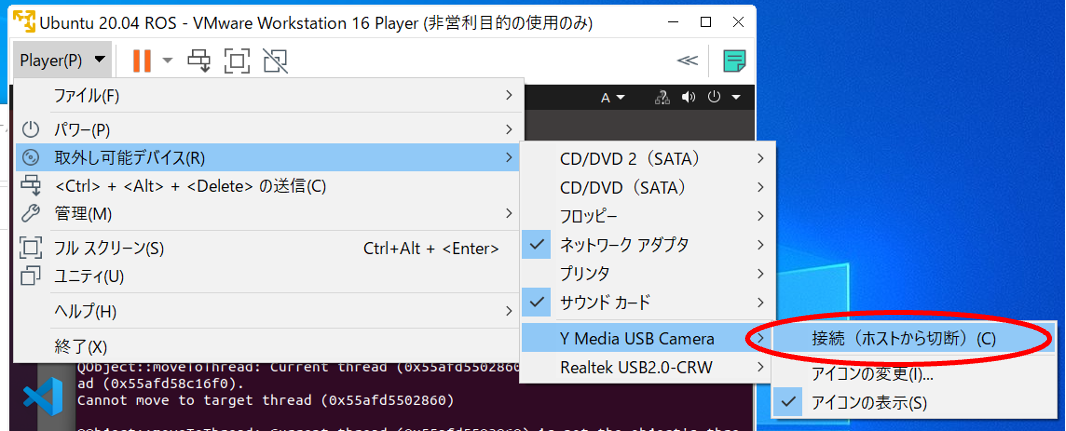 Ubuntu 20.04 ROS - VMware Workstation 16 Player (非営利目的の使用のみ)
Player(P)
ファイル(F)
A
パワー(P)
取外し可能デバイス(R)
CD/DVD 2（SATA）
<Ctrl> + <Alt> + <Delete> の送信(C)
CD/DVD（SATA）
管理(M)
フロッピー
フル スクリーン(S) Ctrl+Alt + <Enter>
ネットワーク アダプタ
ユニティ(U)
プリンタ
ヘルプ(H)
サウンド カード
終了(X)
Y Media USB Camera
接続（ホストから切断）(C)
Realtek USB2.0-CRW
アイコンの変更(I)...
アイコンの表示(S)
QObject::moveToThread: Current thread (0x55afd5502860
ad (0x55afd58c16f0).
Cannot move to target thread (0x55afd5502860)